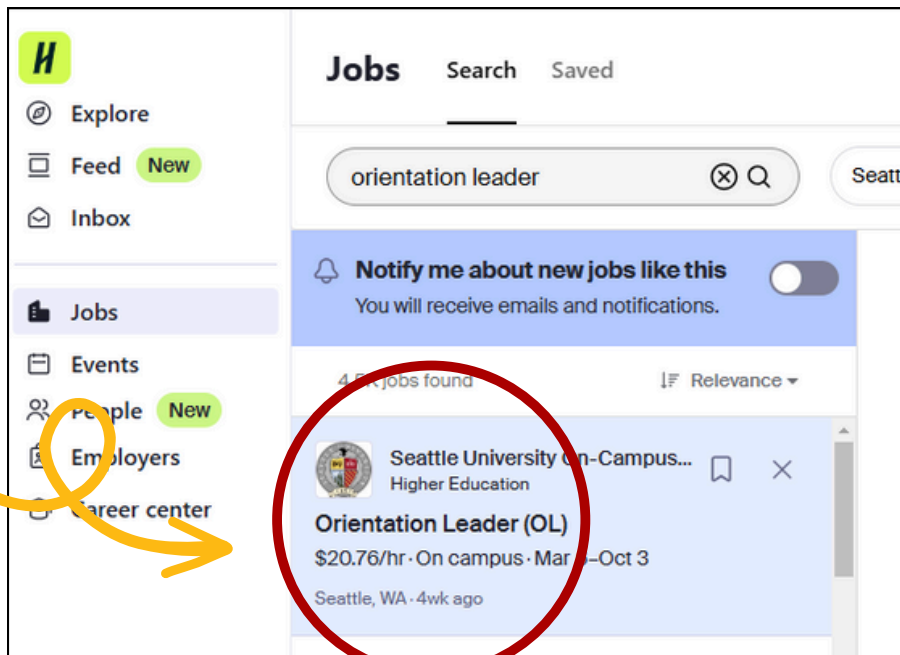 H
Explore
Feed New
Inbox
Jobs
Events
People New
Employers
Career center
Jobs Search Saved
orientation leader
Seatt
Notify me about new jobs like this
You will receive emails and notifications.
jobs found Relevance
Seattle University On-Campus...
Higher Education
Orientation Leader (OL)
$20.76/hr · On campus · Mar –Oct 3
Seattle, WA · 4wk ago